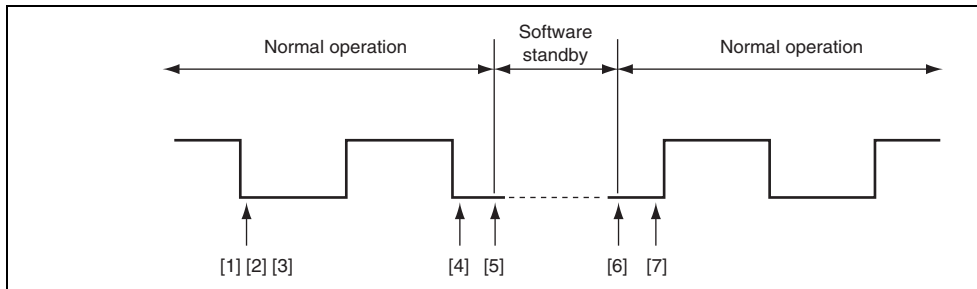 Normal operation
Software
standby
Normal operation
[1] [2] [3]
[4] [5]
[6] [7]